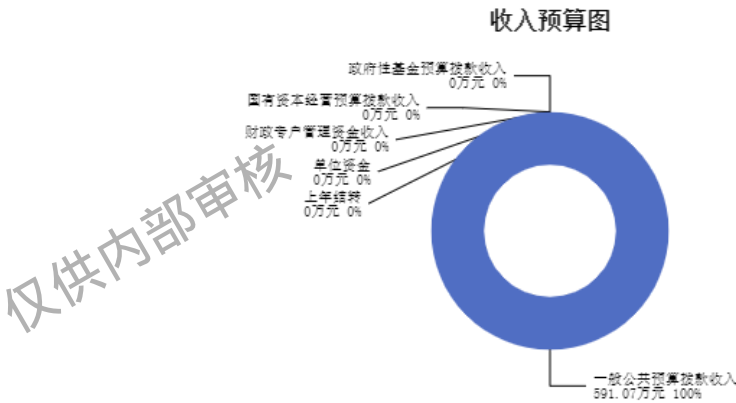 收入预算图
政府性基金预算拨款收入
0万元 0%
国有资本经营预算拨款收入
0万元 0%
财政专户管理资金收入
0万元 0%
单位资金
0万元 0%
上年结转
0万元 0%
仅供内部审核
一般公共预算拨款收入
591.07万元 100%